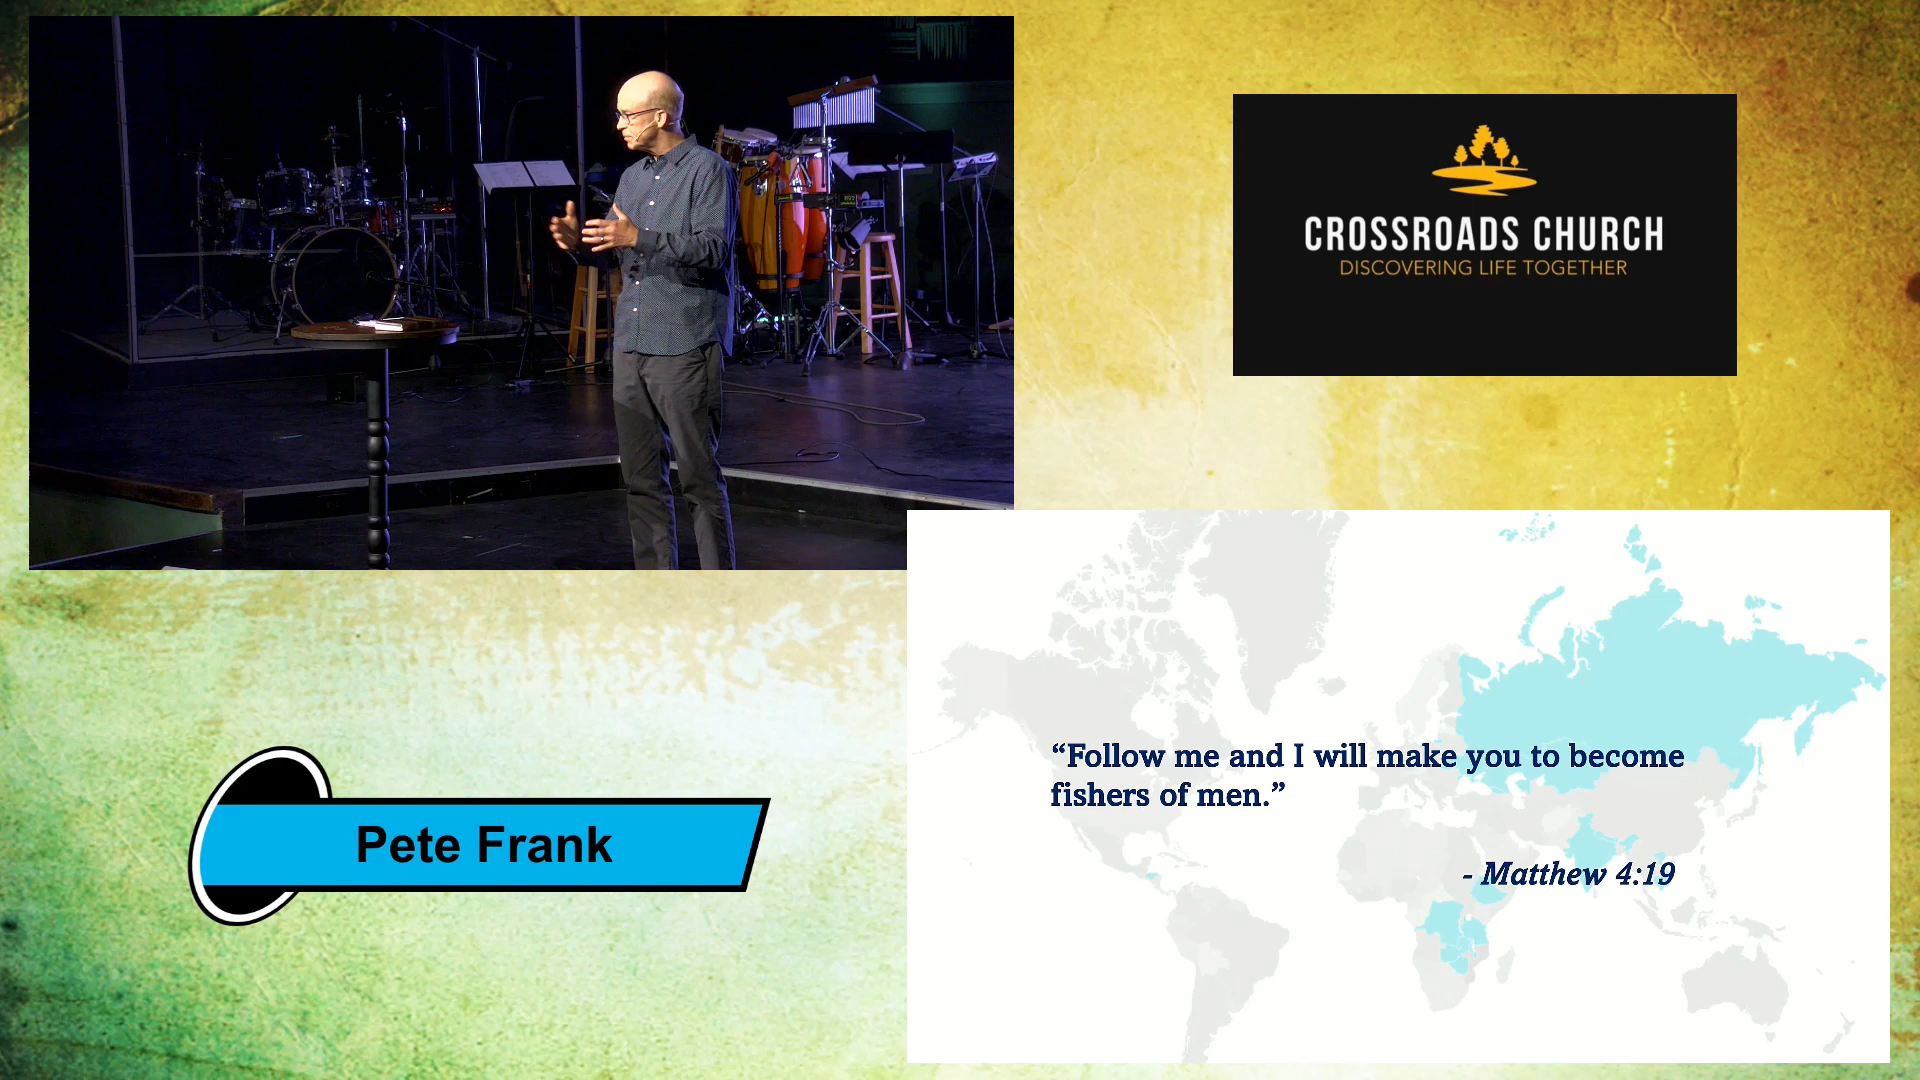 CROSSROADS CHURCH
DISCOVERING LIFE TOGETHER
“Follow me and I will make you to become
fishers of men.”
- Matthew 4:19
Pete Frank